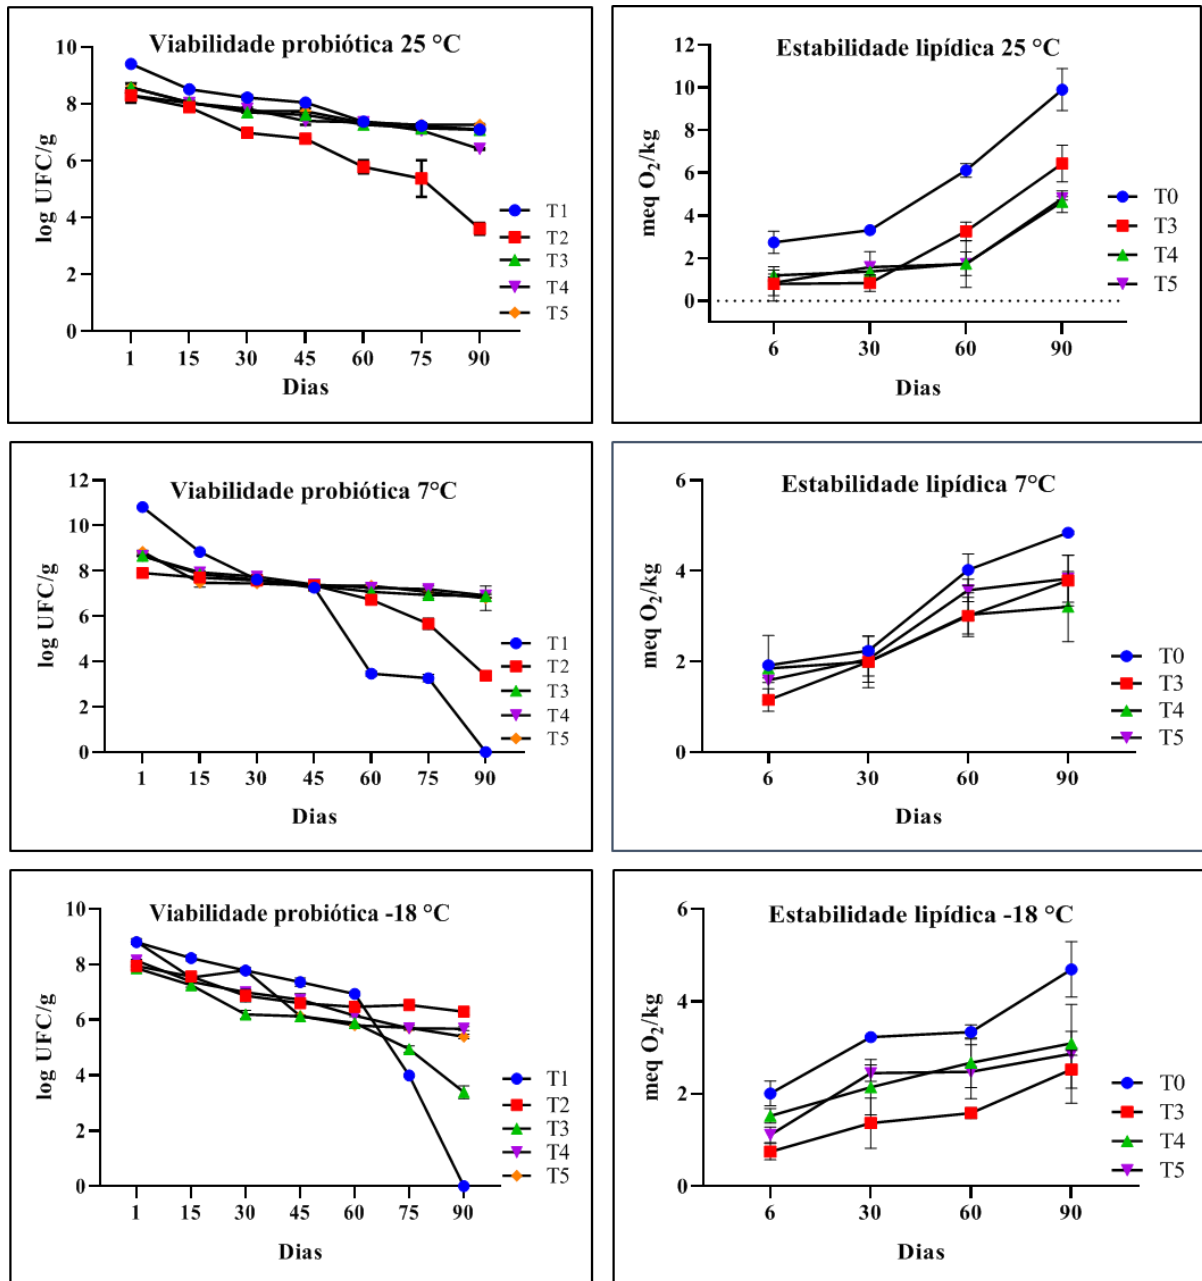 Viabilidade probiótica 25 °C
log UFC/g
10
8
6
4
2
0
1 15 30 45 60 75 90
Dias
T1
T2
T3
T4
T5
Estabilidade lipídica 25 °C
meq O₂/kg
12
10
8
6
4
2
0
6 30 60 90
Dias
T0
T3
T4
T5
Viabilidade probiótica 7°C
log UFC/g
12
10
8
6
4
2
0
1 15 30 45 60 75 90
Dias
T1
T2
T3
T4
T5
Estabilidade lipídica 7°C
meq O₂/kg
6
4
2
0
6 30 60 90
Dias
T0
T3
T4
T5
Viabilidade probiótica -18 °C
log UFC/g
10
8
6
4
2
0
1 15 30 45 60 75 90
Dias
T1
T2
T3
T4
T5
Estabilidade lipídica -18 °C
meq O₂/kg
6
4
2
0
6 30 60 90
Dias
T0
T3
T4
T5